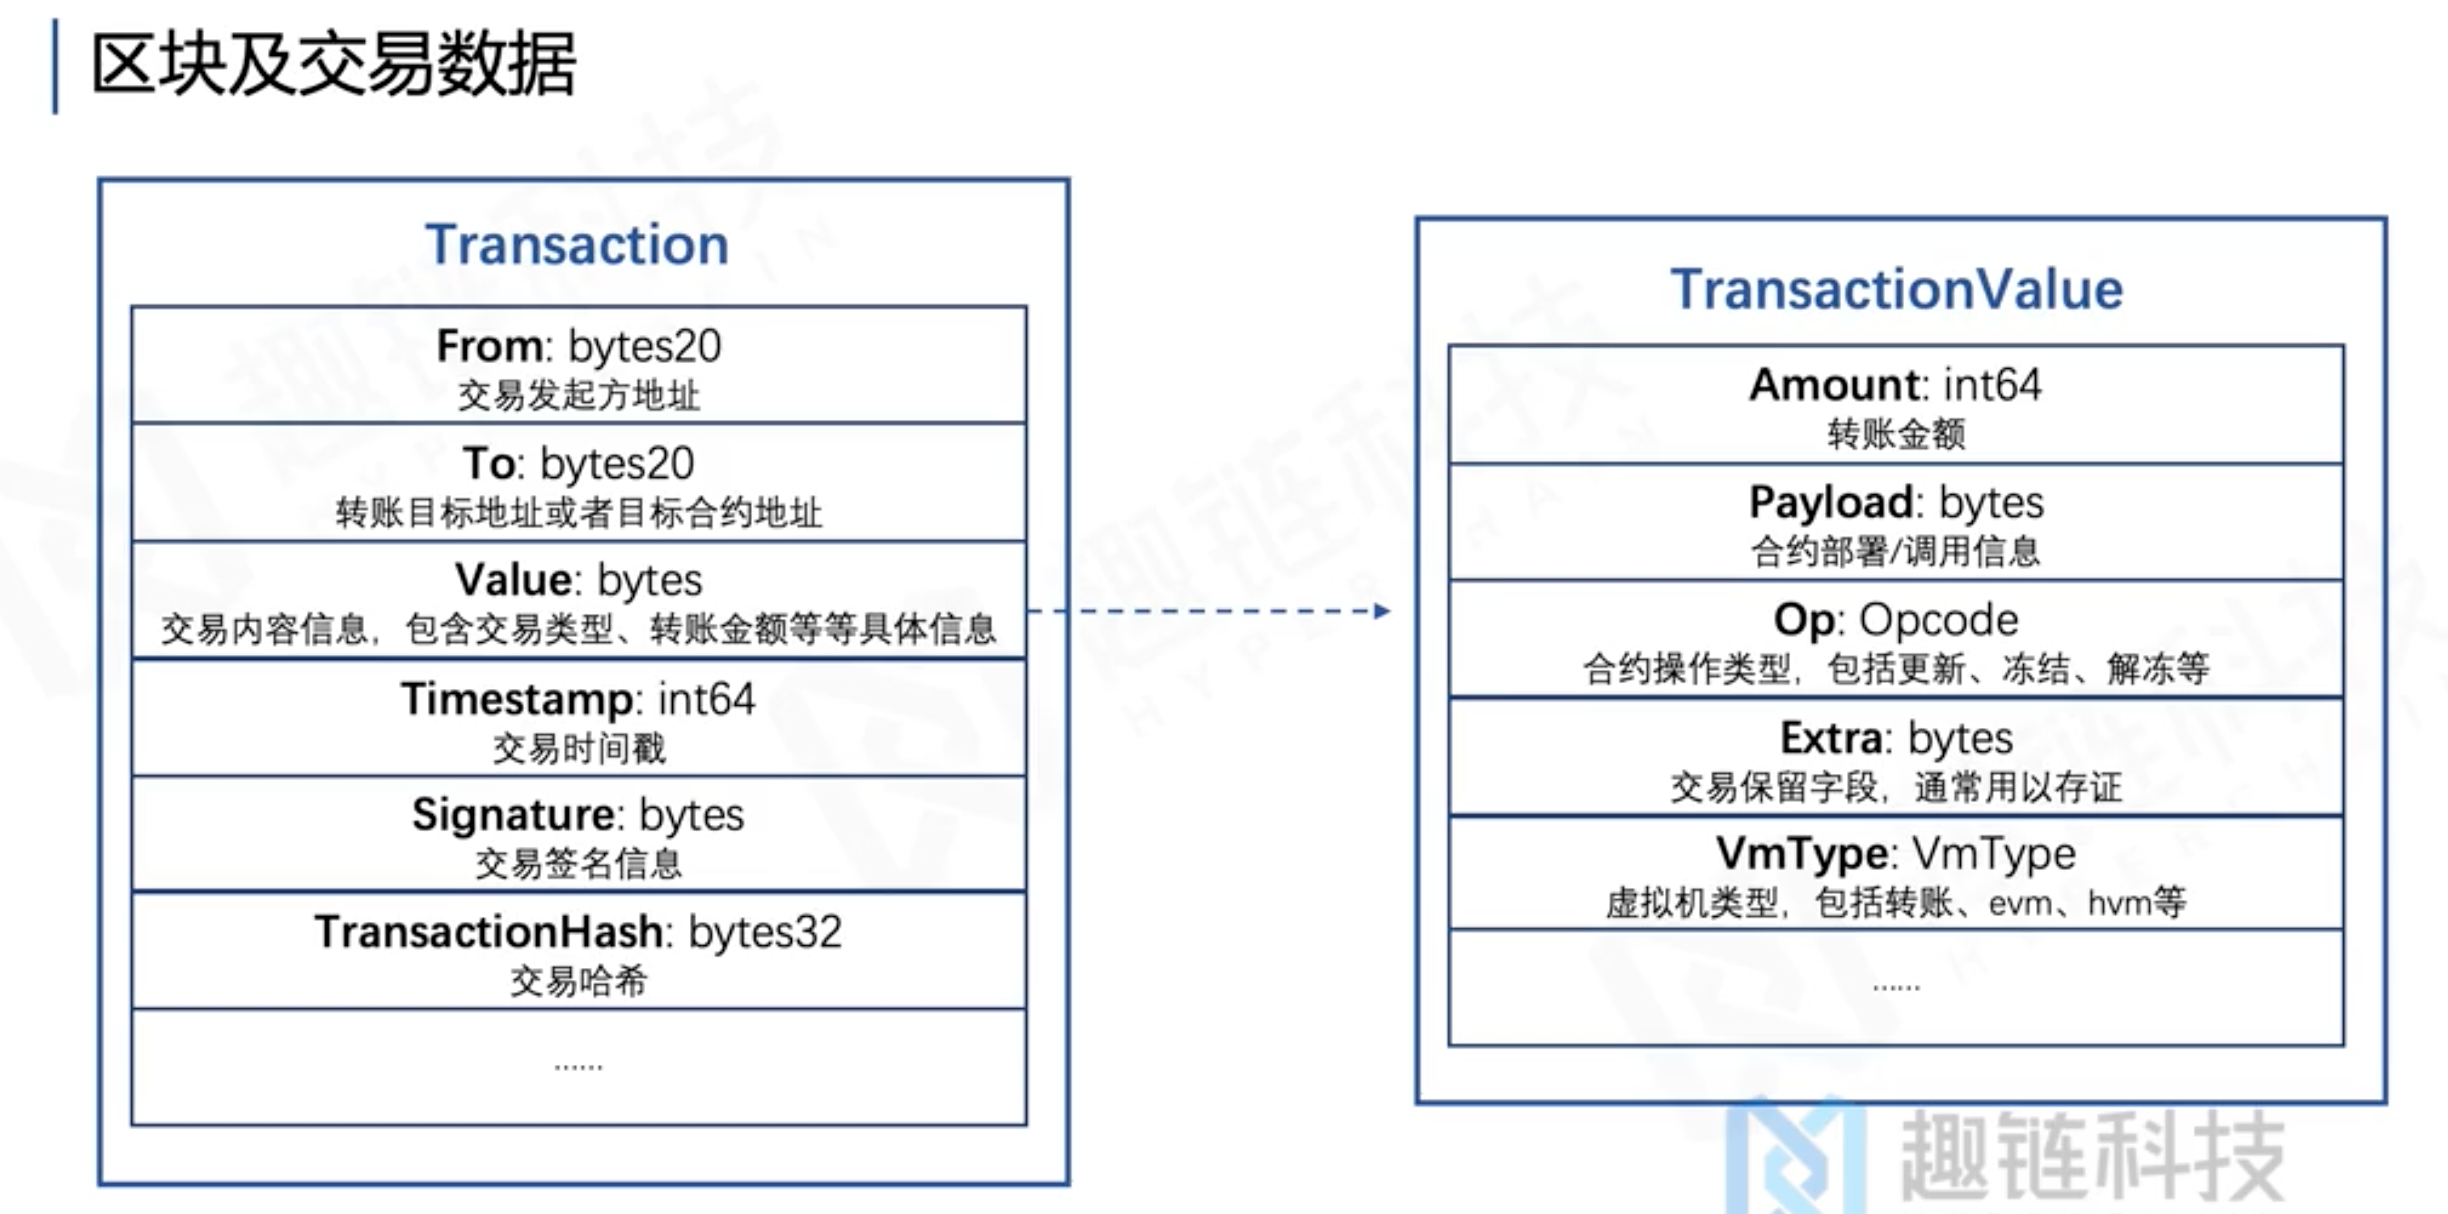 区块及交易数据
Transaction
From: bytes20
交易发起方地址
To: bytes20
转账目标地址或者目标合约地址
Value: bytes
交易内容信息，包含交易类型、转账金额等等具体信息
Timestamp: int64
交易时间戳
Signature: bytes
交易签名信息
TransactionHash: bytes32
交易哈希
......
TransactionValue
Amount: int64
转账金额
Payload: bytes
合约部署/调用信息
Op: Opcode
合约操作类型，包括更新、冻结、解冻等
Extra: bytes
交易保留字段，通常用以存证
VmType: VmType
虚拟机类型，包括转账、evm、hvm等
......
趣链科技